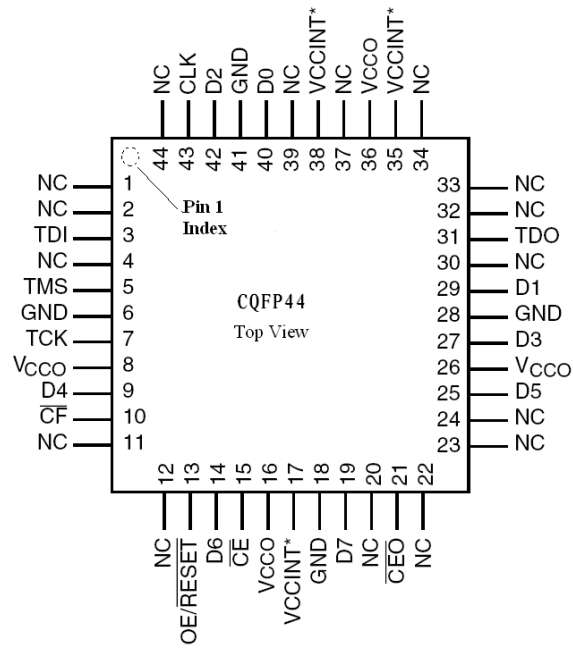 NC CLK D2 GND D0 NC VCCINT* NC VCCO VCCINT* NC
44 43 42 41 40 39 38 37 36 35 34
NC 1
NC 2
TDI 3
NC 4
TMS 5
GND 6
TCK 7
VCCO 8
D4 9
CF 10
NC 11
Pin 1
Index
CQFP44
Top View
33 NC
32 NC
31 TDO
30 NC
29 D1
28 GND
27 D3
26 VCCO
25 D5
24 NC
23 NC
12 13 14 15 16 17 18 19 20 21 22
NC OE/RESET D6 CE VCCO VCCINT* GND D7 NC CEO NC